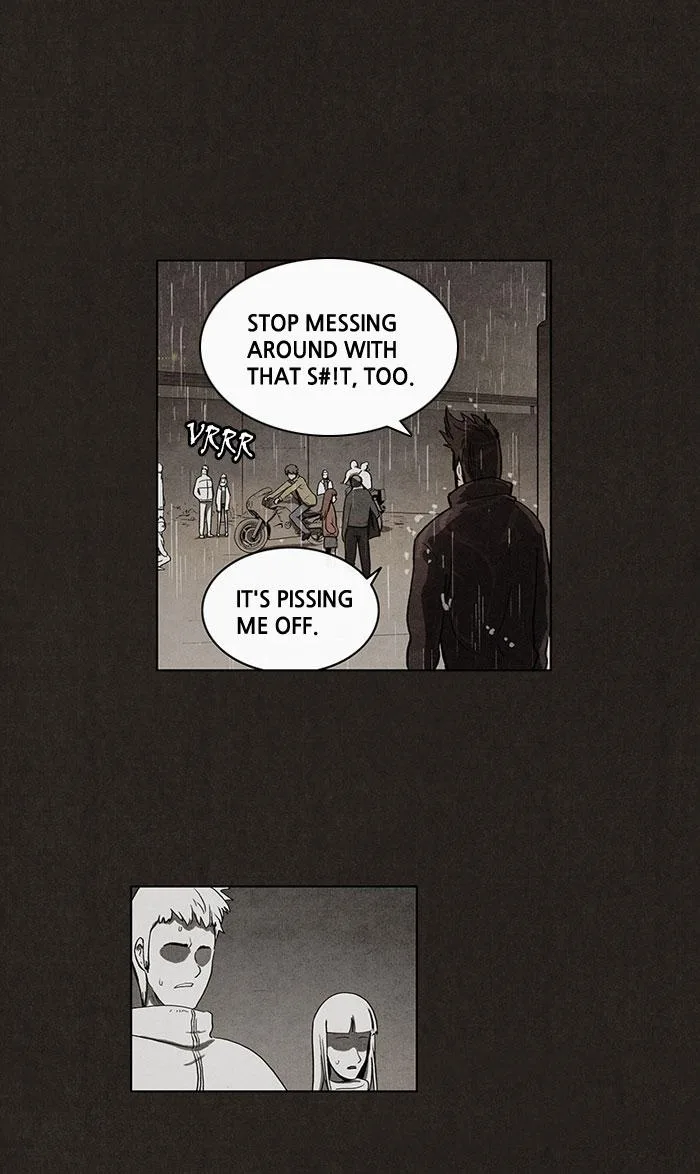 STOP MESSING
AROUND WITH
THAT S#!T, TOO.
VRRR
IT'S PISSING
ME OFF.